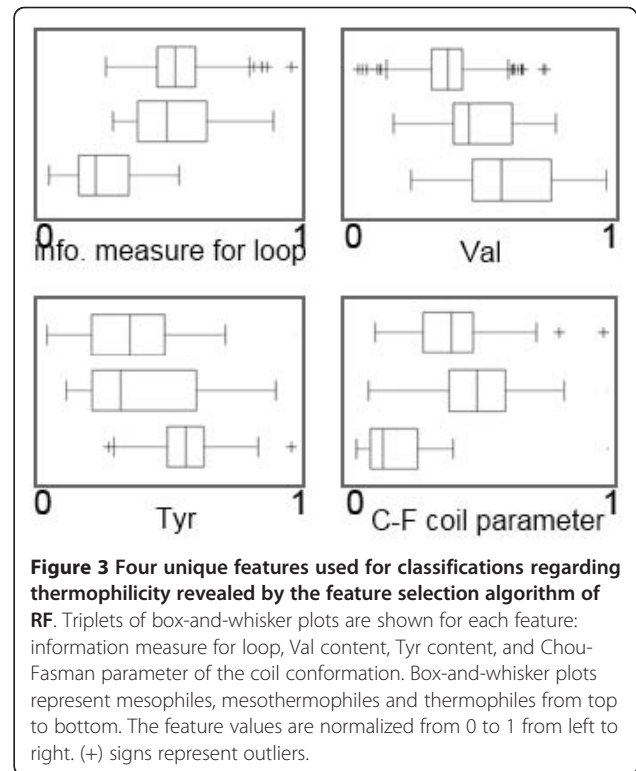 0 1 0 1
info. measure for loop Val
0 1 0 1
Tyr C-F coil parameter
Figure 3 Four unique features used for classifications regarding
thermophilicity revealed by the feature selection algorithm of
RF. Triplets of box-and-whisker plots are shown for each feature:
information measure for loop, Val content, Tyr content, and Chou-
Fasman parameter of the coil conformation. Box-and-whisker plots
represent mesophiles, mesothermophiles and thermophiles from top
to bottom. The feature values are normalized from 0 to 1 from left to
right. (+) signs represent outliers.